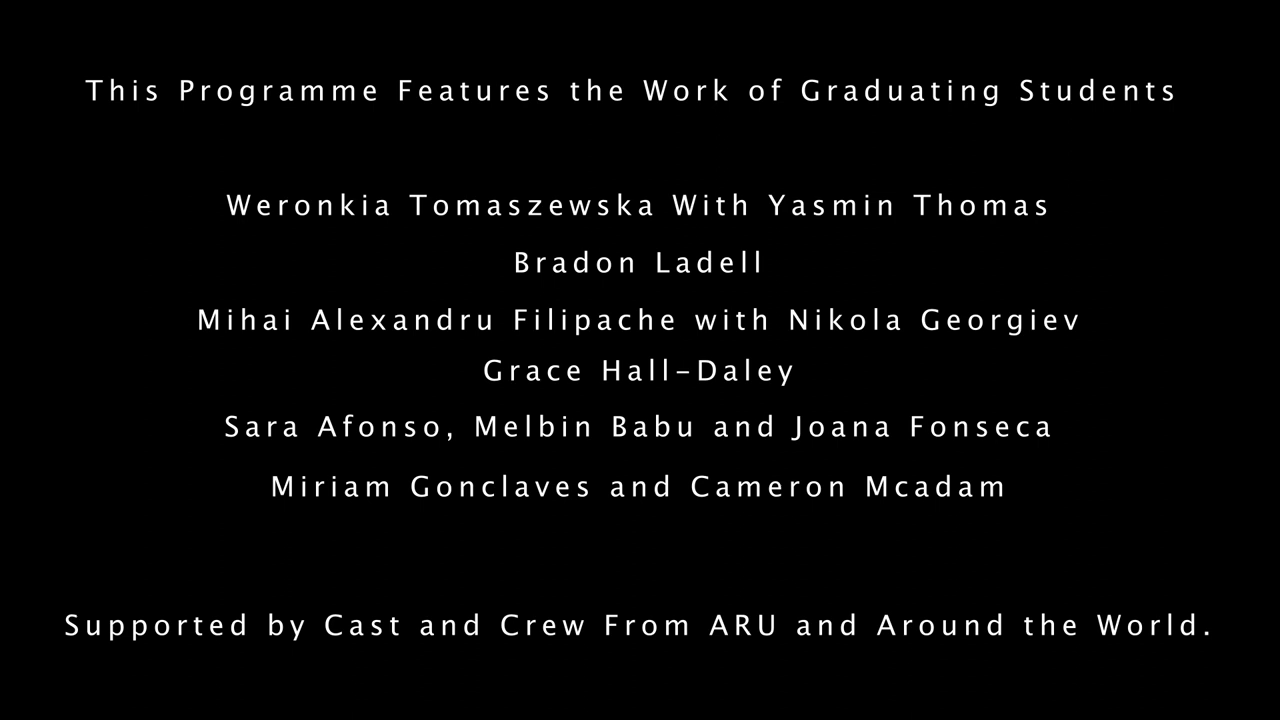 This Programme Features the Work of Graduating Students
Weronkia Tomaszewska With Yasmin Thomas
Bradon Ladell
Mihai Alexandru Filipache with Nikola Georgiev
Grace Hall-Daley
Sara Afonso, Melbin Babu and Joana Fonseca
Miriam Gonclaves and Cameron Mcadam
Supported by Cast and Crew From ARU and Around the World.